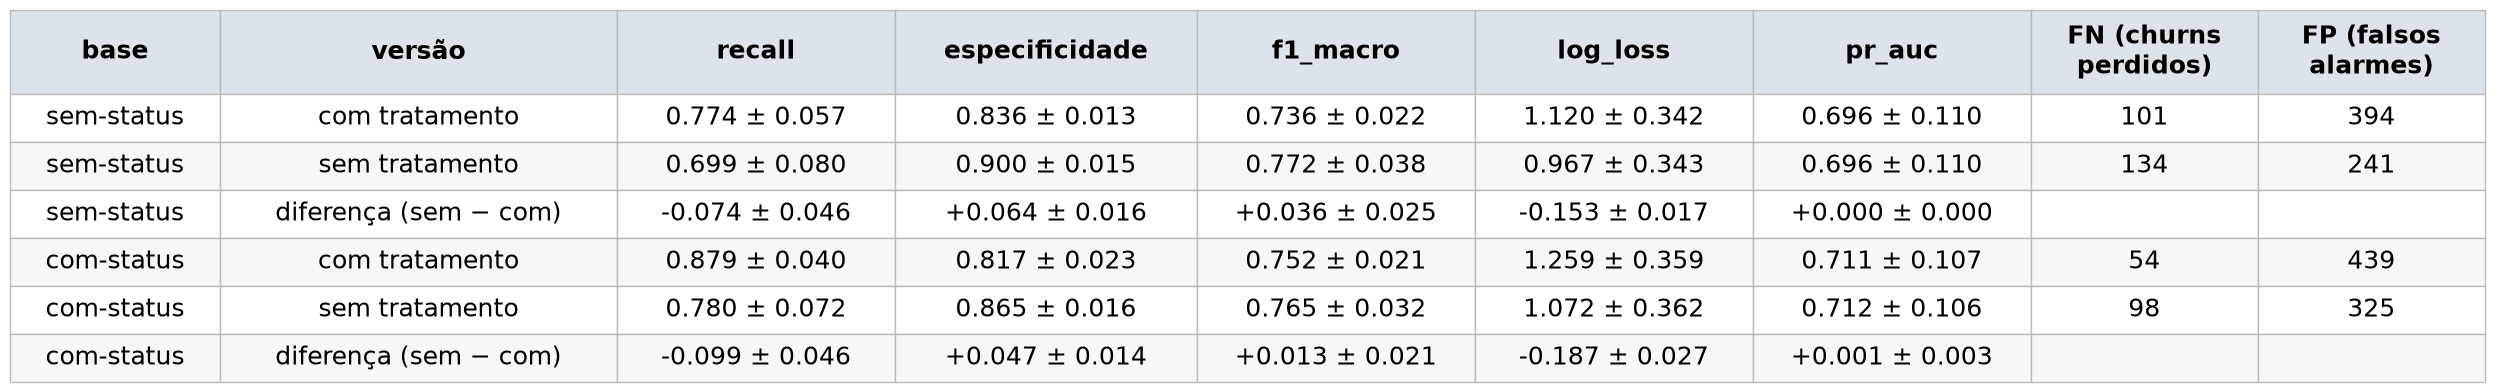 base versão recall especificidade f1_macro log_loss pr_auc FN (churns perdidos) FP (falsos alarmes)
sem-status com tratamento 0.774 ± 0.057 0.836 ± 0.013 0.736 ± 0.022 1.120 ± 0.342 0.696 ± 0.110 101 394
sem-status sem tratamento 0.699 ± 0.080 0.900 ± 0.015 0.772 ± 0.038 0.967 ± 0.343 0.696 ± 0.110 134 241
sem-status diferença (sem − com) -0.074 ± 0.046 +0.064 ± 0.016 +0.036 ± 0.025 -0.153 ± 0.017 +0.000 ± 0.000
com-status com tratamento 0.879 ± 0.040 0.817 ± 0.023 0.752 ± 0.021 1.259 ± 0.359 0.711 ± 0.107 54 439
com-status sem tratamento 0.780 ± 0.072 0.865 ± 0.016 0.765 ± 0.032 1.072 ± 0.362 0.712 ± 0.106 98 325
com-status diferença (sem − com) -0.099 ± 0.046 +0.047 ± 0.014 +0.013 ± 0.021 -0.187 ± 0.027 +0.001 ± 0.003